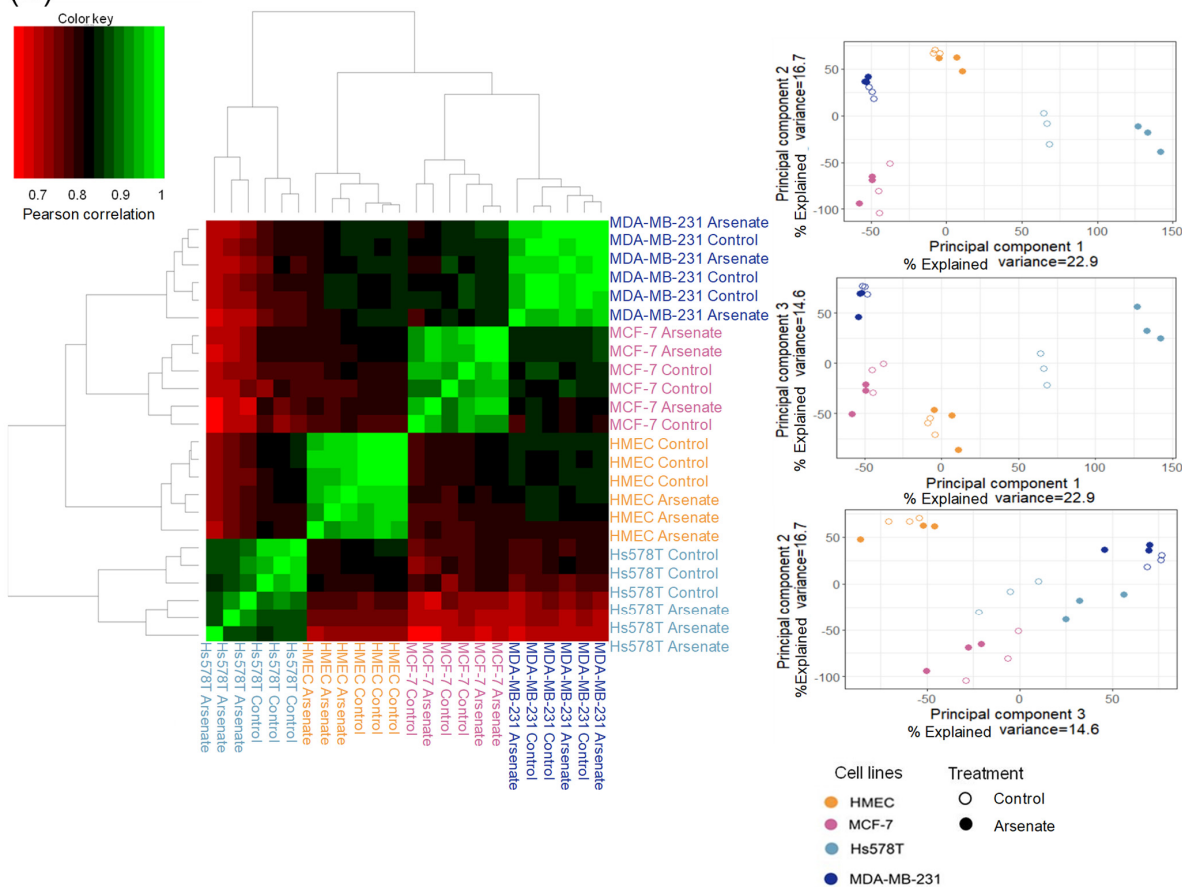 Color key
0.7 0.8 0.9 1
Pearson correlation
MDA-MB-231 Arsenate
MDA-MB-231 Control
MDA-MB-231 Arsenate
MDA-MB-231 Control
MDA-MB-231 Control
MDA-MB-231 Arsenate
MCF-7 Arsenate
MCF-7 Arsenate
MCF-7 Control
MCF-7 Control
MCF-7 Arsenate
MCF-7 Control
HMEC Control
HMEC Control
HMEC Control
HMEC Arsenate
HMEC Arsenate
HMEC Arsenate
Hs578T Control
Hs578T Control
Hs578T Control
Hs578T Arsenate
Hs578T Arsenate
Hs578T Arsenate
Hs578T Arsenate
Hs578T Arsenate
Hs578T Arsenate
Hs578T Control
Hs578T Control
Hs578T Control
HMEC Arsenate
HMEC Arsenate
HMEC Arsenate
HMEC Control
HMEC Control
HMEC Control
MCF-7 Control
MCF-7 Arsenate
MCF-7 Control
MCF-7 Control
MCF-7 Arsenate
MCF-7 Arsenate
MDA-MB-231 Arsenate
MDA-MB-231 Control
MDA-MB-231 Control
MDA-MB-231 Arsenate
MDA-MB-231 Control
MDA-MB-231 Arsenate
Principal component 2
% Explained variance=16.7
50
0
-50
-100
-50 0 50 100 150
Principal component 1
% Explained variance=22.9
Principal component 3
% Explained variance=14.6
50
0
-50
-50 0 50 100 150
Principal component 1
% Explained variance=22.9
Principal component 2
%Explained variance=16.7
50
0
-50
-100
-50 0 50
Principal component 3
% Explained variance=14.6
Cell lines
HMEC
MCF-7
Hs578T
MDA-MB-231
Treatment
Control
Arsenate